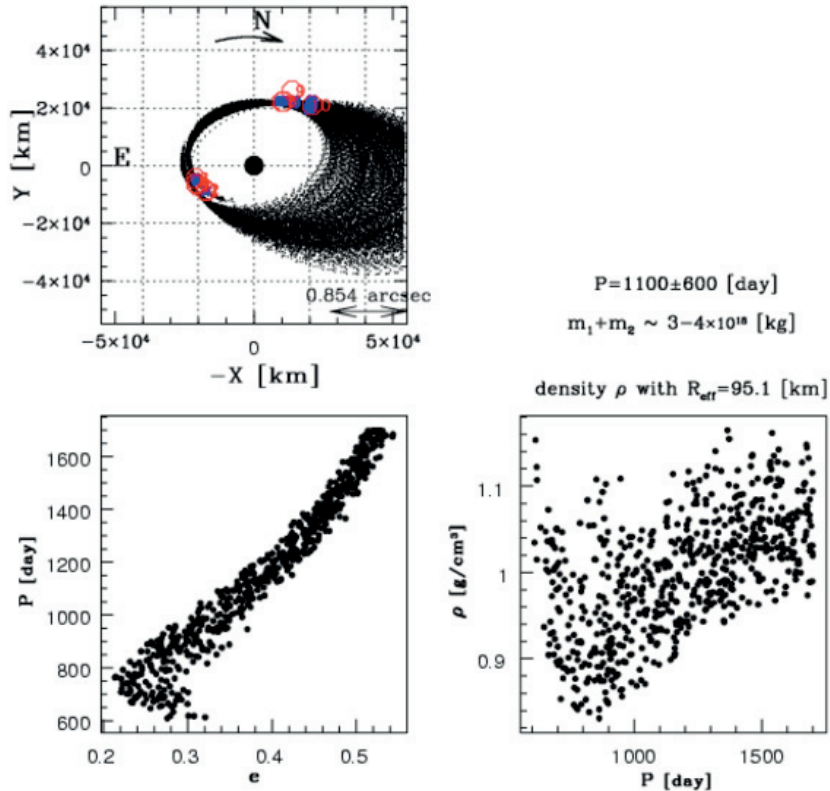 N
4×10⁴
2×10⁴
0
−2×10⁴
−4×10⁴
Y [km]
E
9
0
0.854 arcsec
−5×10⁴ 0 5×10⁴
−X [km]
P=1100±600 [day]
m₁+m₂ ~ 3−4×10¹⁸ [kg]
density ρ with R_eff=95.1 [km]
1600
1400
1200
1000
800
600
P [day]
0.2 0.3 0.4 0.5
e
1.1
1
0.9
ρ [g/cm³]
1000 1500
P [day]